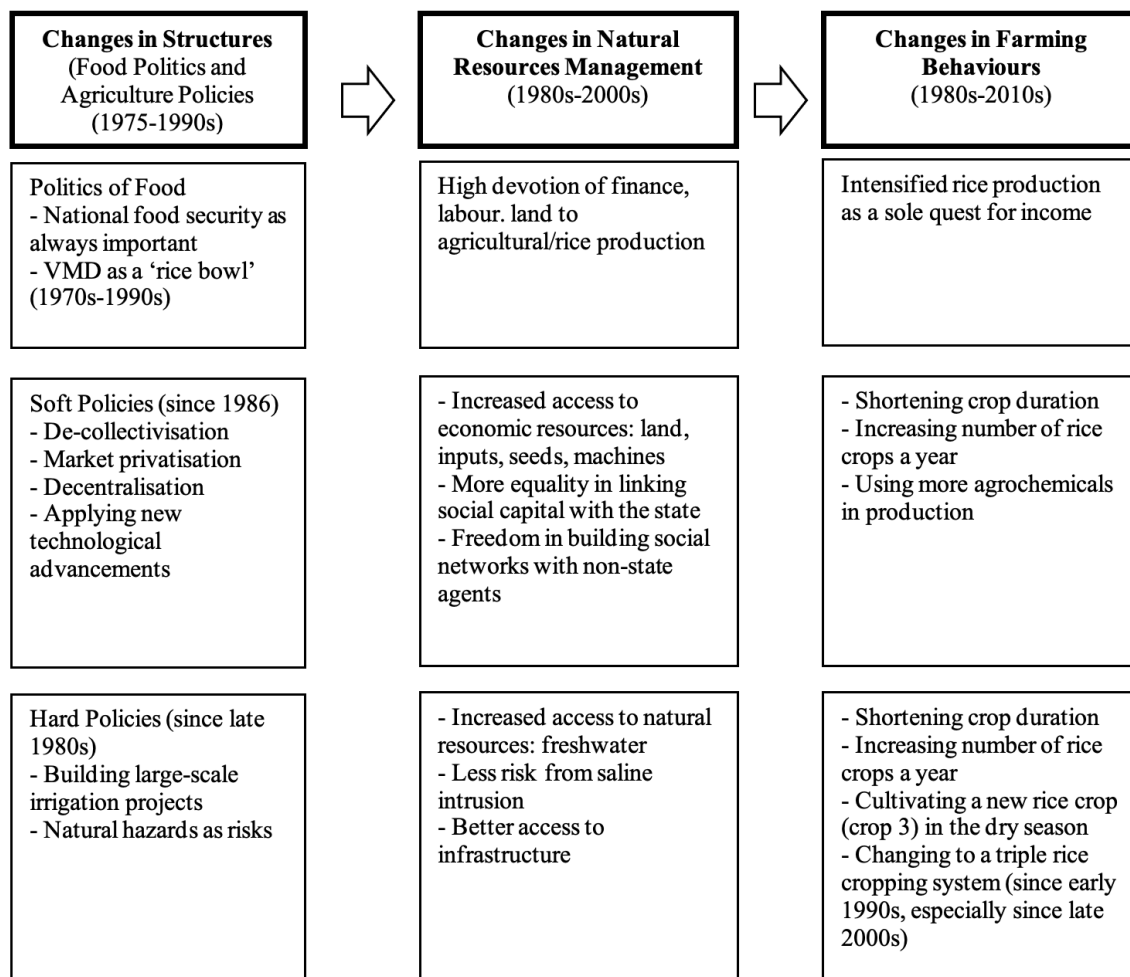 Changes in Structures
(Food Politics and
Agriculture Policies
(1975-1990s)
Changes in Natural
Resources Management
(1980s-2000s)
Changes in Farming
Behaviours
(1980s-2010s)
Politics of Food
- National food security as
always important
- VMD as a ‘rice bowl’
(1970s-1990s)
High devotion of finance,
labour. land to
agricultural/rice production
Intensified rice production
as a sole quest for income
Soft Policies (since 1986)
- De-collectivisation
- Market privatisation
- Decentralisation
- Applying new
technological
advancements
- Increased access to
economic resources: land,
inputs, seeds, machines
- More equality in linking
social capital with the state
- Freedom in building social
networks with non-state
agents
- Shortening crop duration
- Increasing number of rice
crops a year
- Using more agrochemicals
in production
Hard Policies (since late
1980s)
- Building large-scale
irrigation projects
- Natural hazards as risks
- Increased access to natural
resources: freshwater
- Less risk from saline
intrusion
- Better access to
infrastructure
- Shortening crop duration
- Increasing number of rice
crops a year
- Cultivating a new rice crop
(crop 3) in the dry season
- Changing to a triple rice
cropping system (since early
1990s, especially since late
2000s)